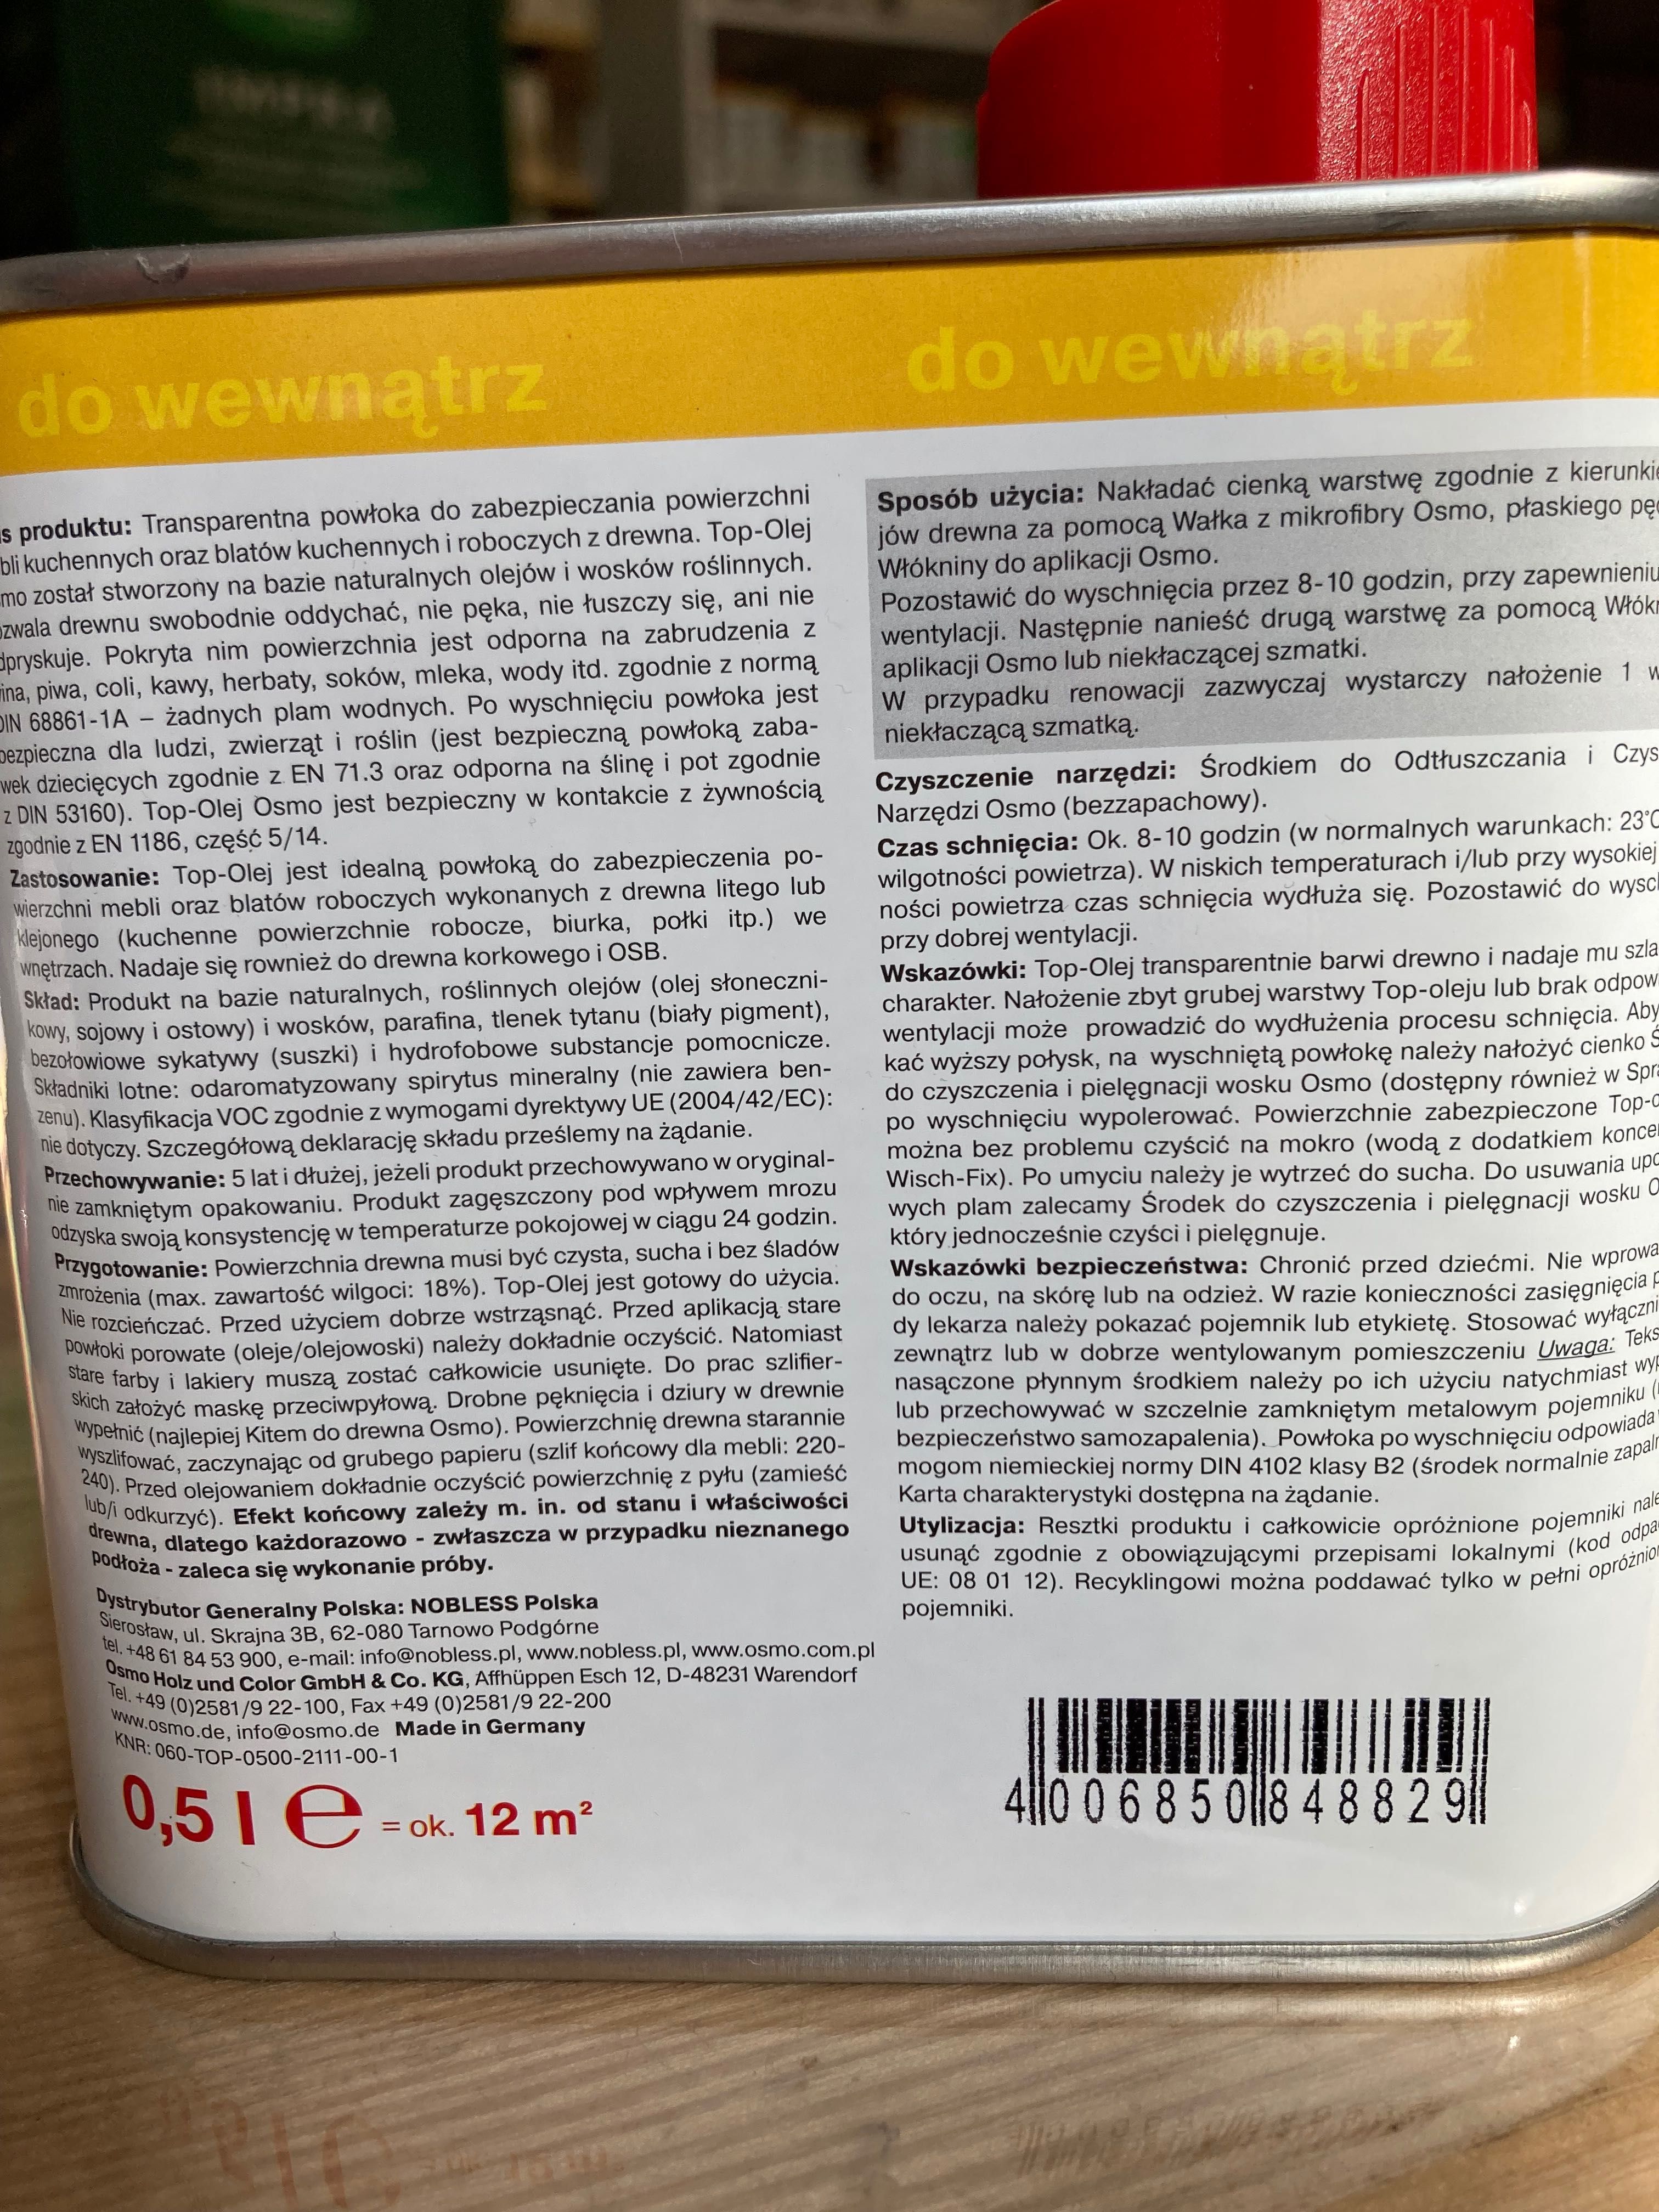 do wewnątrz
do wewnątrz
s produktu: Transparentna powłoka do zabezpieczania powierzchni
bli kuchennych oraz blatów kuchennych i roboczych z drewna. Top-Olej
mo został stworzony na bazie naturalnych olejów i wosków roślinnych.
ozwala drewnu swobodnie oddychać, nie pęka, nie łuszczy się, ani nie
dpryskuje. Pokryta nim powierzchnia jest odporna na zabrudzenia z
ina, piwa, coli, kawy, herbaty, soków, mleka, wody itd. zgodnie z normą
DIN 68861-1A – żadnych plam wodnych. Po wyschnięciu powłoka jest
bezpieczna dla ludzi, zwierząt i roślin (jest bezpieczną powłoką zaba-
wek dziecięcych zgodnie z EN 71.3 oraz odporna na ślinę i pot zgodnie
z DIN 53160). Top-Olej Osmo jest bezpieczny w kontakcie z żywnością
zgodnie z EN 1186, część 5/14.
Zastosowanie: Top-Olej jest idealną powłoką do zabezpieczenia po-
wierzchni mebli oraz blatów roboczych wykonanych z drewna litego lub
klejonego (kuchenne powierzchnie robocze, biurka, półki itp.) we
wnętrzach. Nadaje się rownież do drewna korkowego i OSB.
Skład: Produkt na bazie naturalnych, roślinnych olejów (olej słoneczni-
kowy, sojowy i ostowy) i wosków, parafina, tlenek tytanu (biały pigment),
bezołowiowe sykatywy (suszki) i hydrofobowe substancje pomocnicze.
Składniki lotne: odaromatyzowany spirytus mineralny (nie zawiera ben-
zenu). Klasyfikacja VOC zgodnie z wymogami dyrektywy UE (2004/42/EC):
nie dotyczy. Szczegółową deklarację składu prześlemy na żądanie.
Przechowywanie: 5 lat i dłużej, jeżeli produkt przechowywano w oryginal-
nie zamkniętym opakowaniu. Produkt zagęszczony pod wpływem mrozu
odzyska swoją konsystencję w temperaturze pokojowej w ciągu 24 godzin.
Przygotowanie: Powierzchnia drewna musi być czysta, sucha i bez śladów
zmrożenia (max. zawartość wilgoci: 18%). Top-Olej jest gotowy do użycia.
Nie rozcieńczać. Przed użyciem dobrze wstrząsnąć. Przed aplikacją stare
powłoki porowate (oleje/olejowoski) należy dokładnie oczyścić. Natomiast
stare farby i lakiery muszą zostać całkowicie usunięte. Do prac szlifier-
skich założyć maskę przeciwpyłową. Drobne pęknięcia i dziury w drewnie
wypełnić (najlepiej Kitem do drewna Osmo). Powierzchnię drewna starannie
wyszlifować, zaczynając od grubego papieru (szlif końcowy dla mebli: 220-
240). Przed olejowaniem dokładnie oczyścić powierzchnię z pyłu (zamieść
lub/i odkurzyć). Efekt końcowy zależy m. in. od stanu i właściwości
drewna, dlatego każdorazowo - zwłaszcza w przypadku nieznanego
podłoża - zaleca się wykonanie próby.
Dystrybutor Generalny Polska: NOBLESS Polska
Sierosław, ul. Skrajna 3B, 62-080 Tarnowo Podgórne
tel. +48 61 84 53 900, e-mail: info@nobless.pl, www.nobless.pl, www.osmo.com.pl
Osmo Holz und Color GmbH & Co. KG, Affhüppen Esch 12, D-48231 Warendorf
Tel. +49 (0)2581/9 22-100, Fax +49 (0)2581/9 22-200
www.osmo.de, info@osmo.de Made in Germany
KNR: 060-TOP-0500-2111-00-1
0,5 l e = ok. 12 m²
Sposób użycia: Nakładać cienką warstwę zgodnie z kierunki
jów drewna za pomocą Wałka z mikrofibry Osmo, płaskiego pę
Włókniny do aplikacji Osmo.
Pozostawić do wyschnięcia przez 8-10 godzin, przy zapewnieniu
wentylacji. Następnie nanieść drugą warstwę za pomocą Włók
aplikacji Osmo lub niekłaczącej szmatki.
W przypadku renowacji zazwyczaj wystarczy nałożenie 1 w
niekłaczącą szmatką.
Czyszczenie narzędzi: Środkiem do Odtłuszczania i Czys
Narzędzi Osmo (bezzapachowy).
Czas schnięcia: Ok. 8-10 godzin (w normalnych warunkach: 23°C
wilgotności powietrza). W niskich temperaturach i/lub przy wysokiej
ności powietrza czas schnięcia wydłuża się. Pozostawić do wysc
przy dobrej wentylacji.
Wskazówki: Top-Olej transparentnie barwi drewno i nadaje mu szla
charakter. Nałożenie zbyt grubej warstwy Top-oleju lub brak odpow
wentylacji może prowadzić do wydłużenia procesu schnięcia. Aby
kać wyższy połysk, na wyschniętą powłokę należy nałożyć cienko Ś
do czyszczenia i pielęgnacji wosku Osmo (dostępny również w Spr
po wyschnięciu wypolerować. Powierzchnie zabezpieczone Top-o
można bez problemu czyścić na mokro (wodą z dodatkiem konce
Wisch-Fix). Po umyciu należy je wytrzeć do sucha. Do usuwania upo
wych plam zalecamy Środek do czyszczenia i pielęgnacji wosku O
który jednocześnie czyści i pielęgnuje.
Wskazówki bezpieczeństwa: Chronić przed dziećmi. Nie wprowa
do oczu, na skórę lub na odzież. W razie konieczności zasięgnięcia p
dy lekarza należy pokazać pojemnik lub etykietę. Stosować wyłączni
zewnątrz lub w dobrze wentylowanym pomieszczeniu Uwaga: Teks
nasączone płynnym środkiem należy po ich użyciu natychmiast wyp
lub przechowywać w szczelnie zamkniętym metalowym pojemniku (
bezpieczeństwo samozapalenia). Powłoka po wyschnięciu odpowiada
mogom niemieckiej normy DIN 4102 klasy B2 (środek normalnie zapal
Karta charakterystyki dostępna na żądanie.
Utylizacja: Resztki produktu i całkowicie opróżnione pojemniki nale
usunąć zgodnie z obowiązującymi przepisami lokalnymi (kod odpa
UE: 08 01 12). Recyklingowi można poddawać tylko w pełni opróżnio
pojemniki.
4 006850 848829